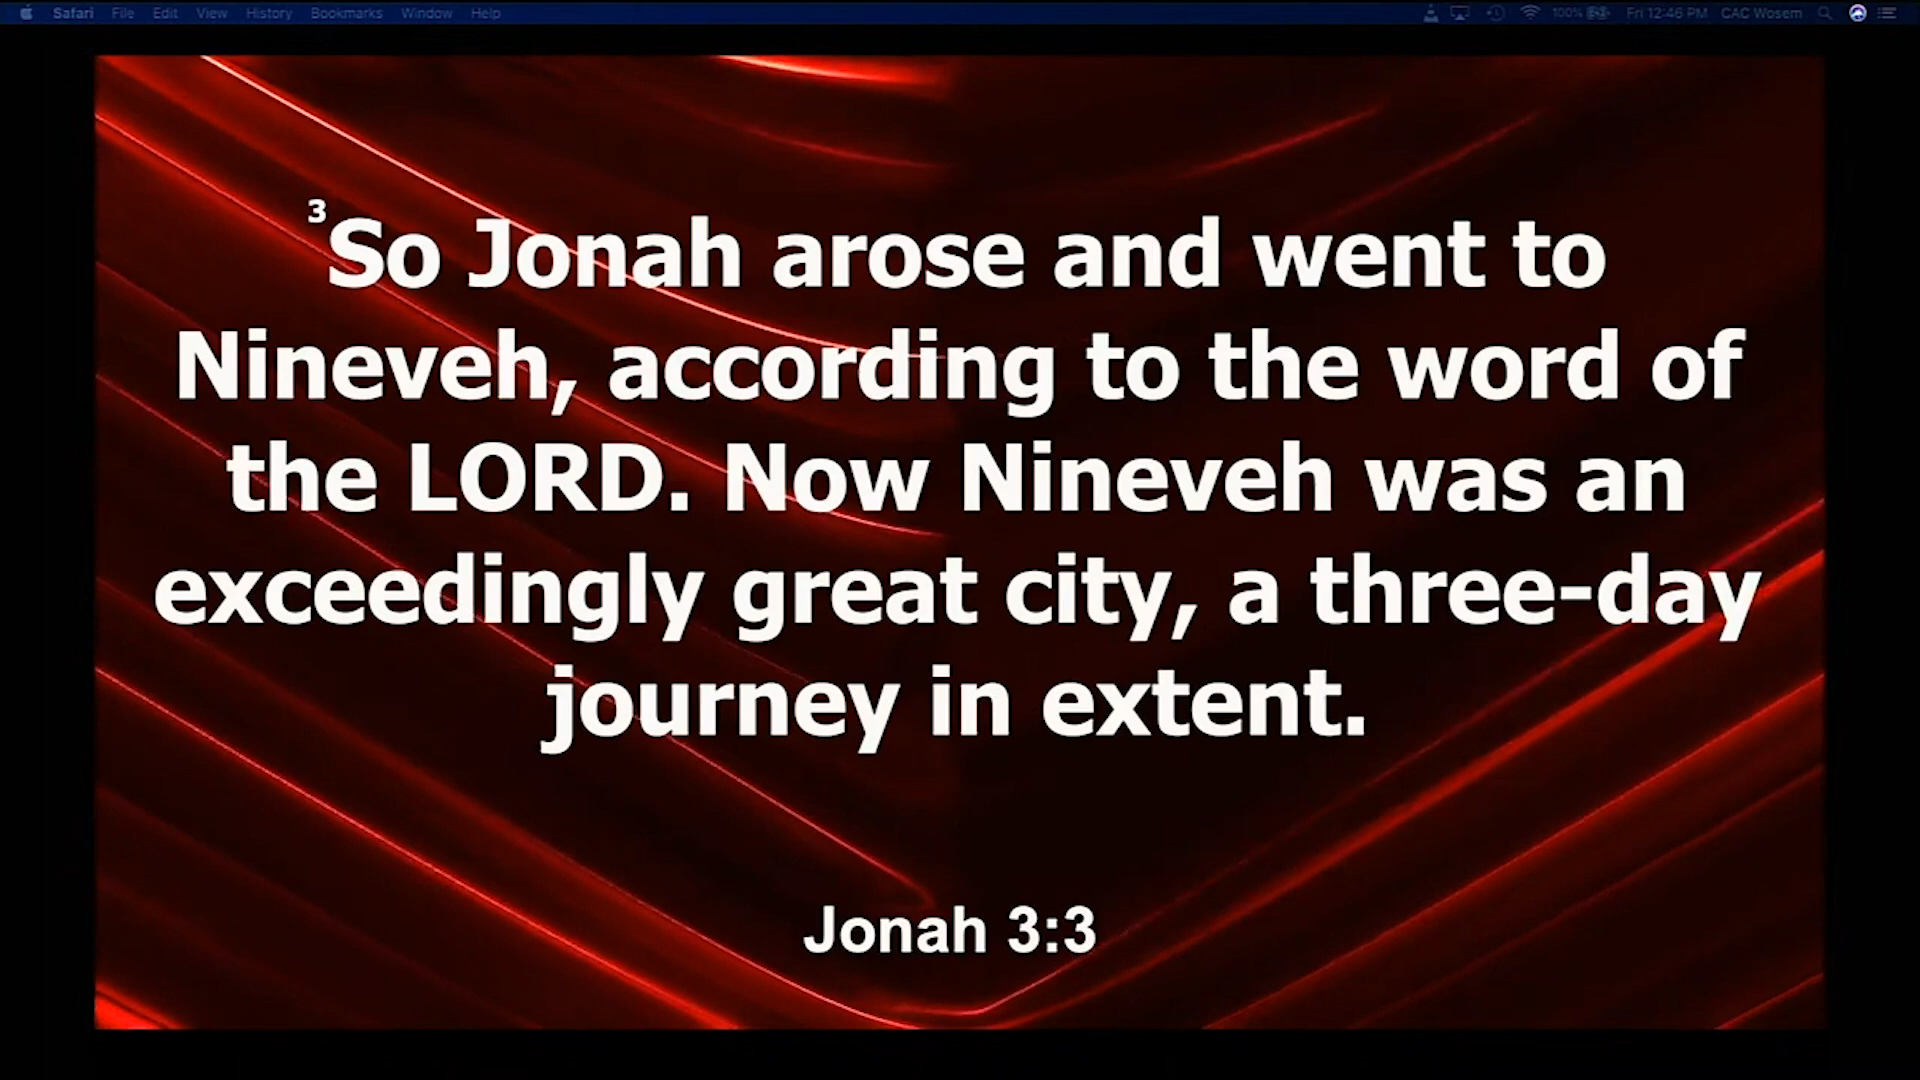 Safari File Edit View History Bookmarks Window Help 100% Fri 12:46 PM CAC Wosem
3So Jonah arose and went to
Nineveh, according to the word of
the LORD. Now Nineveh was an
exceedingly great city, a three-day
journey in extent.
Jonah 3:3